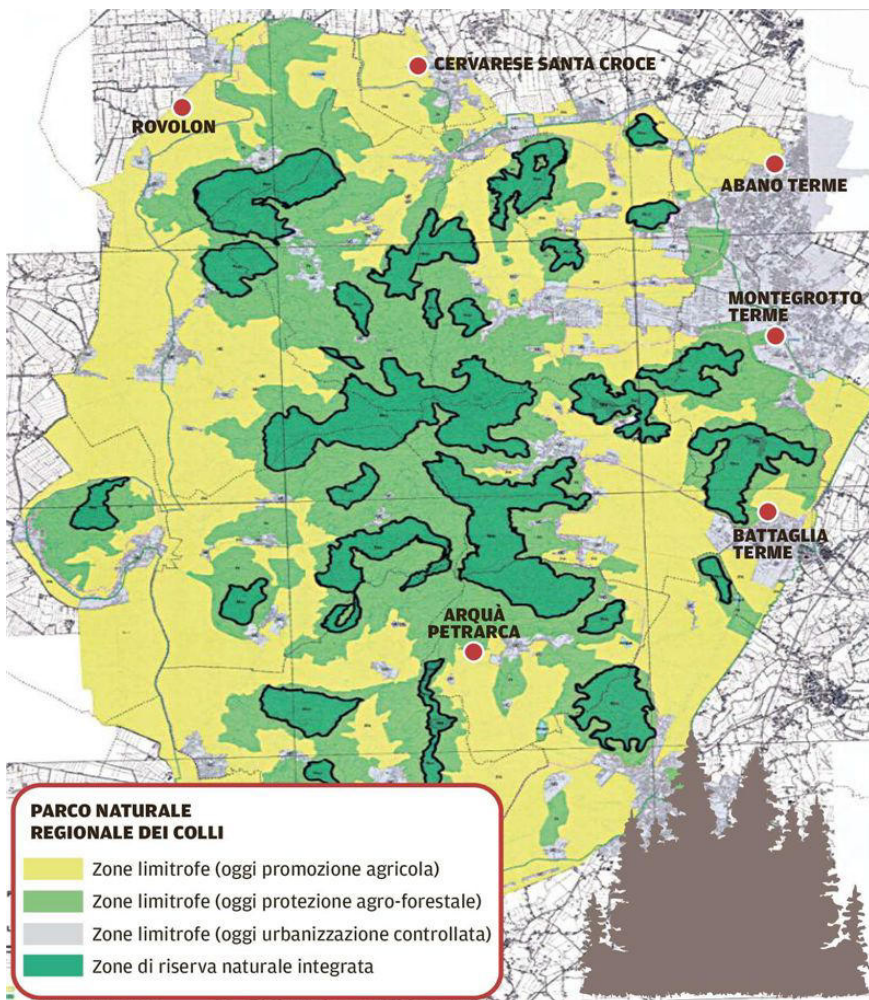 CERVARESE SANTA CROCE
ROVOLON
ABANO TERME
MONTEGROTTO
TERME
BATTAGLIA
TERME
ARQUÀ
PETRARCA
PARCO NATURALE
REGIONALE DEI COLLI
Zone limitrofe (oggi promozione agricola)
Zone limitrofe (oggi protezione agro-forestale)
Zone limitrofe (oggi urbanizzazione controllata)
Zone di riserva naturale integrata